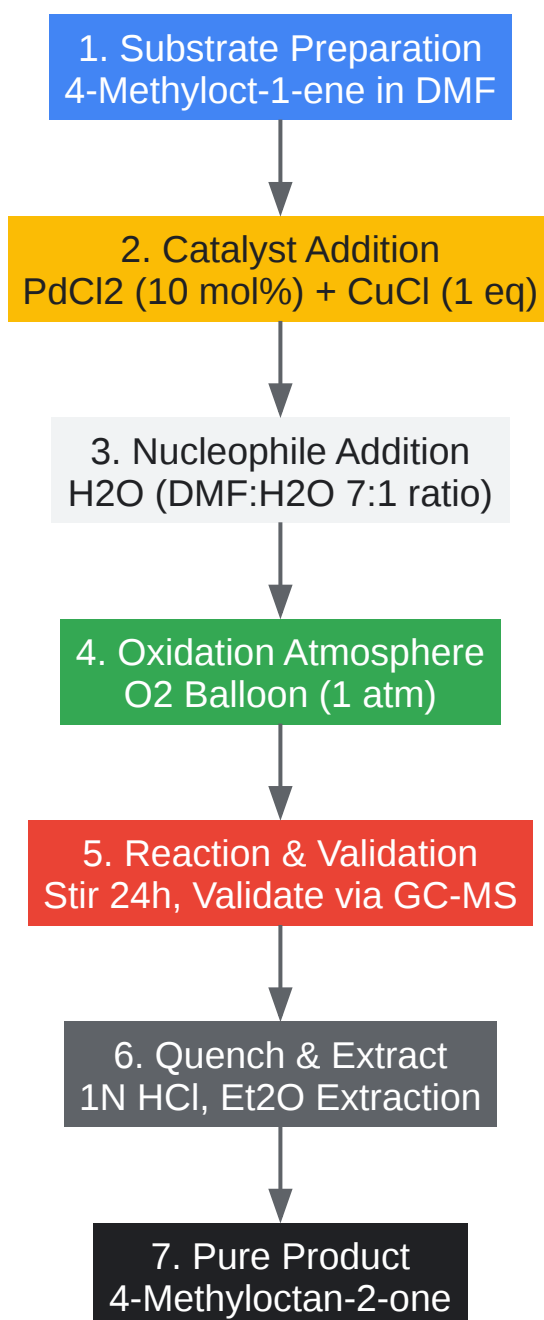 1. Substrate Preparation
4-Methyloct-1-ene in DMF
2. Catalyst Addition
PdCl2 (10 mol%) + CuCl (1 eq)
3. Nucleophile Addition
H2O (DMF:H2O 7:1 ratio)
4. Oxidation Atmosphere
O2 Balloon (1 atm)
5. Reaction & Validation
Stir 24h, Validate via GC-MS
6. Quench & Extract
1N HCl, Et2O Extraction
7. Pure Product
4-Methyloctan-2-one